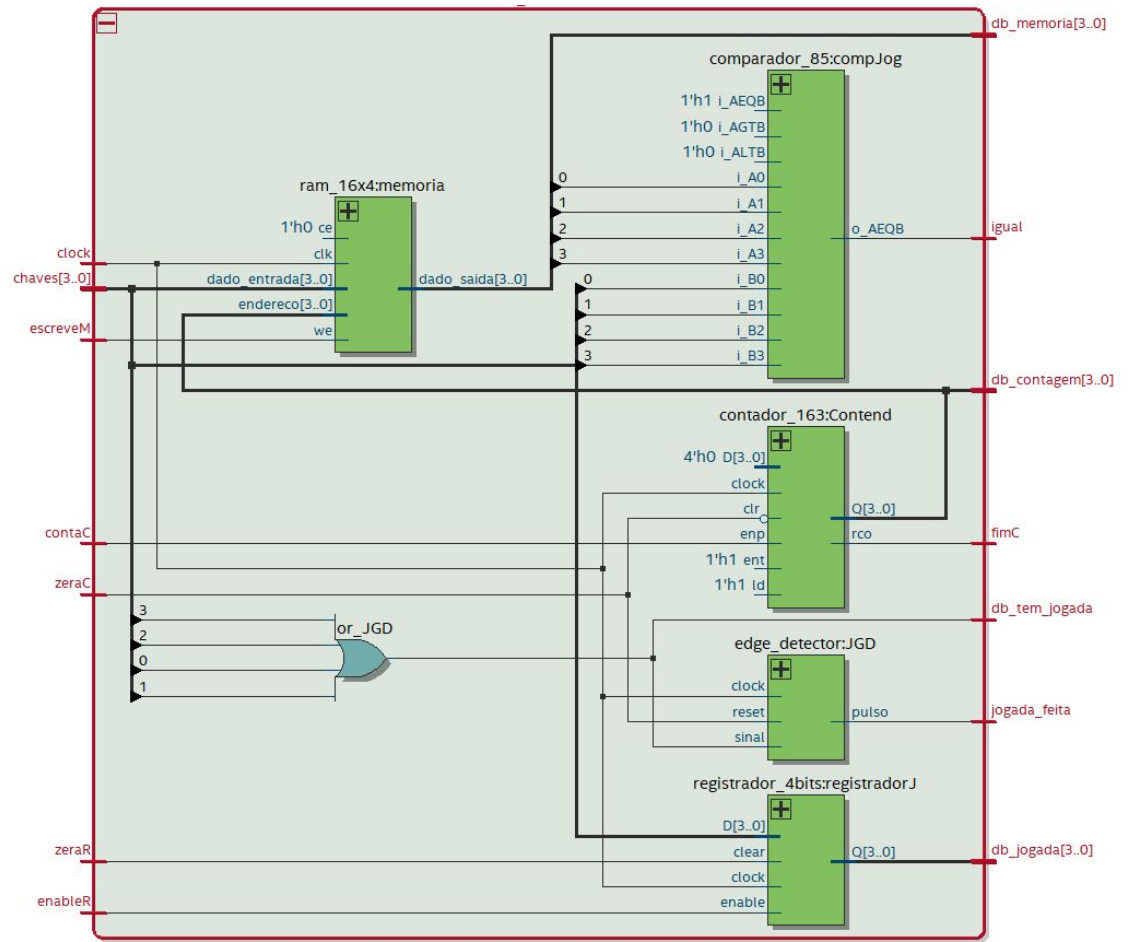 db_memoria[3..0]
comparador_85:compJog
1'h1 i_AEQB
1'h0 i_AGTB
1'h0 i_ALTB
0 i_A0
1 i_A1
2 i_A2
3 i_A3
0 i_B0
1 i_B1
2 i_B2
3 i_B3
o_AEQB
igual
ram_16x4:memoria
1'h0 ce
clk
dado_entrada[3..0]
endereco[3..0]
we
dado_saida[3..0]
clock
chaves[3..0]
escreveM
db_contagem[3..0]
contador_163:Contend
4'h0 D[3..0]
clock
clr
enp
1'h1 ent
1'h1 ld
Q[3..0]
rco
fimC
contaC
zeraC
3
2
0
1
or_JGD
db_tem_jogada
edge_detector:JGD
clock
reset
sinal
pulso
jogada_feita
registrador_4bits:registradorJ
D[3..0]
clear
clock
enable
Q[3..0]
db_jogada[3..0]
zeraR
enableR